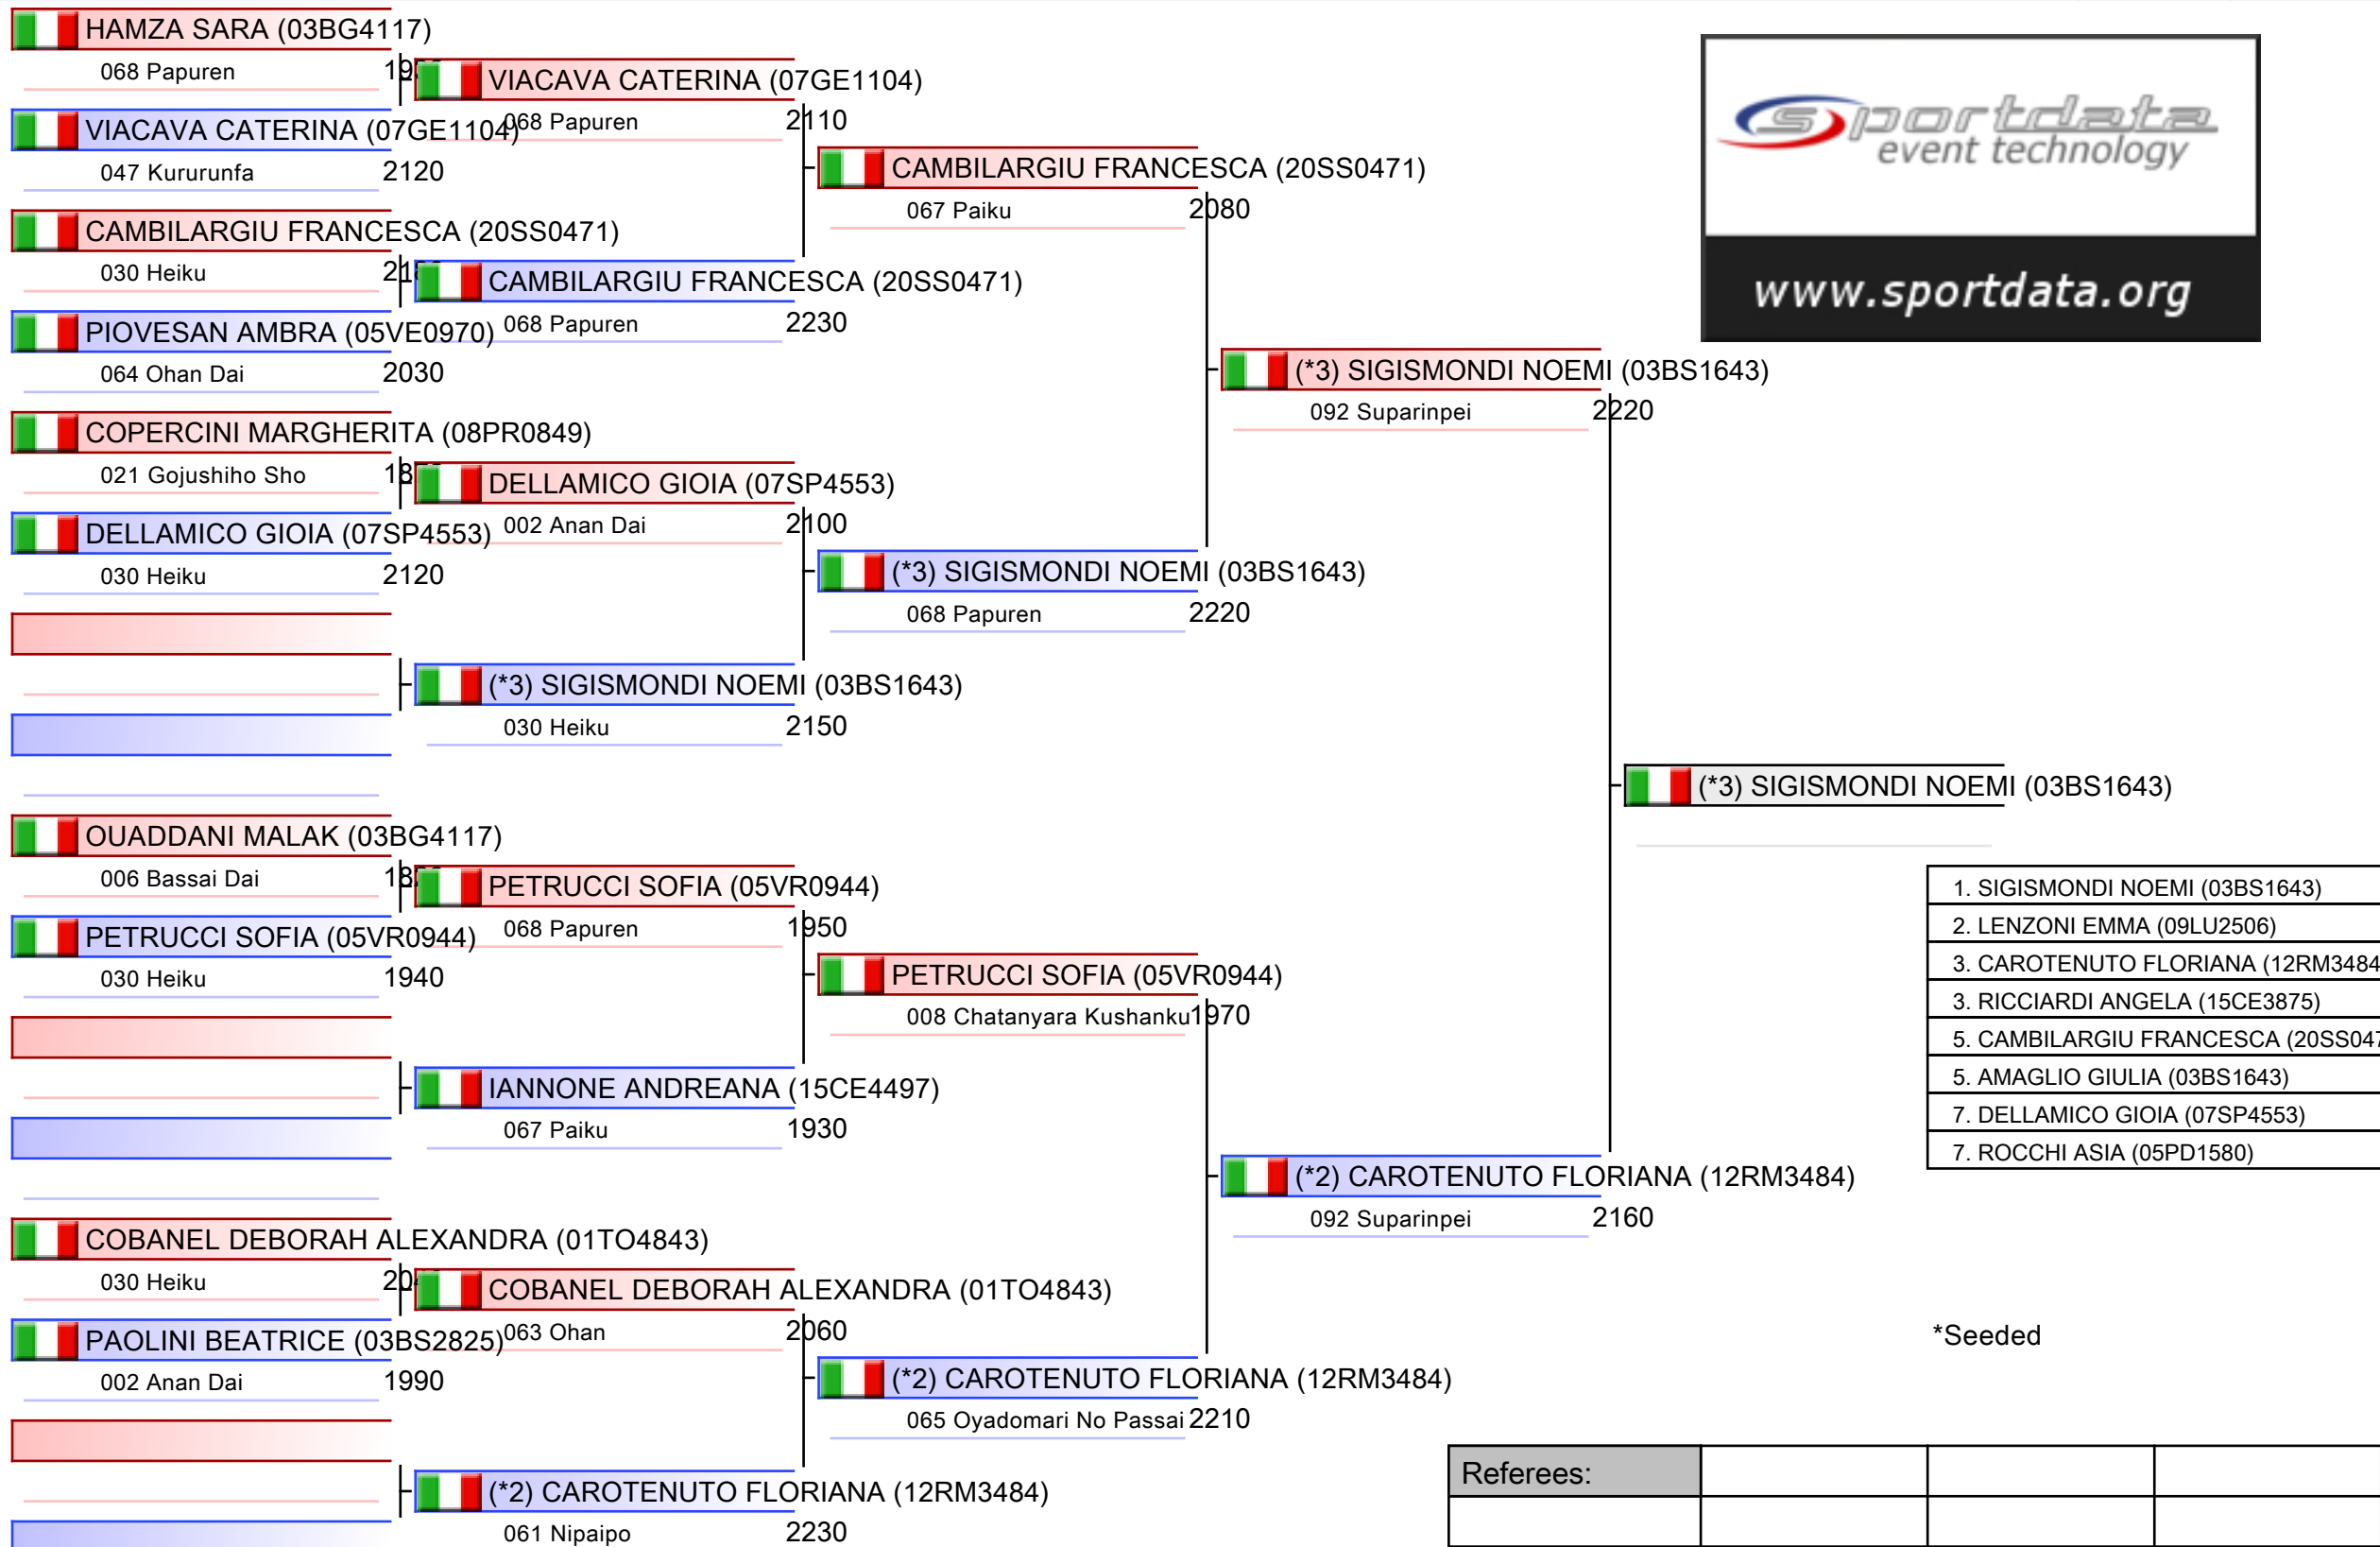 HAMZA SARA (03BG4117)
068 Papuren
VIACAVA CATERINA (07GE1104)
047 Kururunfa 2120
CAMBILARGIU FRANCESCA (20SS0471)
030 Heiku
PIOVESAN AMBRA (05VE0970)
064 Ohan Dai 2030
COPERCINI MARGHERITA (08PR0849)
021 Gojushiho Sho
DELLAMICO GIOIA (07SP4553)
030 Heiku 2120
OUADDANI MALAK (03BG4117)
006 Bassai Dai
PETRUCCI SOFIA (05VR0944)
030 Heiku 1940
COBANEL DEBORAH ALEXANDRA (01TO4843)
030 Heiku
PAOLINI BEATRICE (03BS2825)
002 Anan Dai 1990
VIACAVA CATERINA (07GE1104)
068 Papuren 2110
CAMBILARGIU FRANCESCA (20SS0471)
068 Papuren 2230
DELLAMICO GIOIA (07SP4553)
002 Anan Dai 2100
(*3) SIGISMONDI NOEMI (03BS1643)
030 Heiku 2150
PETRUCCI SOFIA (05VR0944)
068 Papuren 1950
IANNONE ANDREANA (15CE4497)
067 Paiku 1930
COBANEL DEBORAH ALEXANDRA (01TO4843)
063 Ohan 2060
(*2) CAROTENUTO FLORIANA (12RM3484)
061 Nipaipo 2230
CAMBILARGIU FRANCESCA (20SS0471)
067 Paiku 2080
(*3) SIGISMONDI NOEMI (03BS1643)
068 Papuren 2220
PETRUCCI SOFIA (05VR0944)
008 Chatanyara Kushanku 1970
(*2) CAROTENUTO FLORIANA (12RM3484)
065 Oyadomari No Passai 2210
(*3) SIGISMONDI NOEMI (03BS1643)
092 Suparinpei 2220
(*2) CAROTENUTO FLORIANA (12RM3484)
092 Suparinpei 2160
(*3) SIGISMONDI NOEMI (03BS1643)
sportdata
event technology
www.sportdata.org
1. SIGISMONDI NOEMI (03BS1643)
2. LENZONI EMMA (09LU2506)
3. CAROTENUTO FLORIANA (12RM3484
3. RICCIARDI ANGELA (15CE3875)
5. CAMBILARGIU FRANCESCA (20SS047
5. AMAGLIO GIULIA (03BS1643)
7. DELLAMICO GIOIA (07SP4553)
7. ROCCHI ASIA (05PD1580)
*Seeded
Referees: